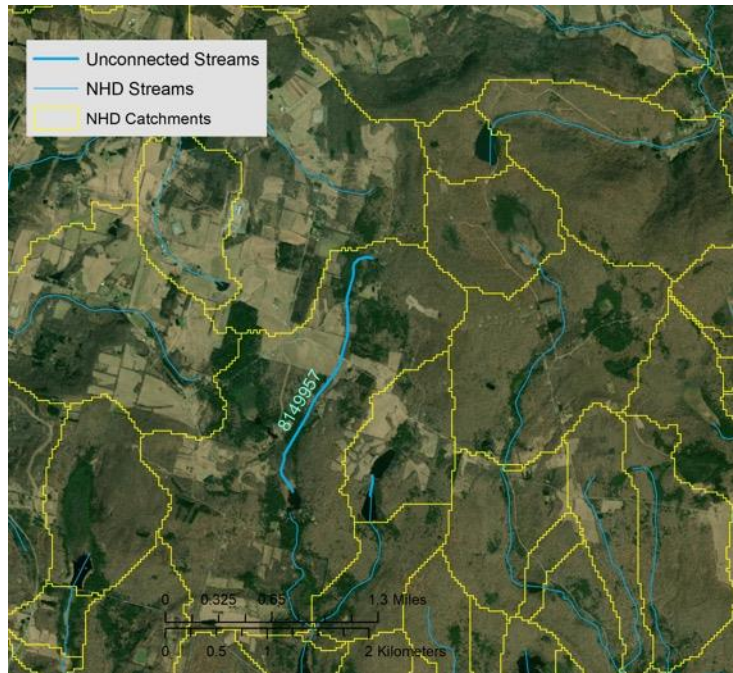 Unconnected Streams
NHD Streams
NHD Catchments
8149957
0 0.325 0.65 1.3 Miles
0 0.5 1 2 Kilometers